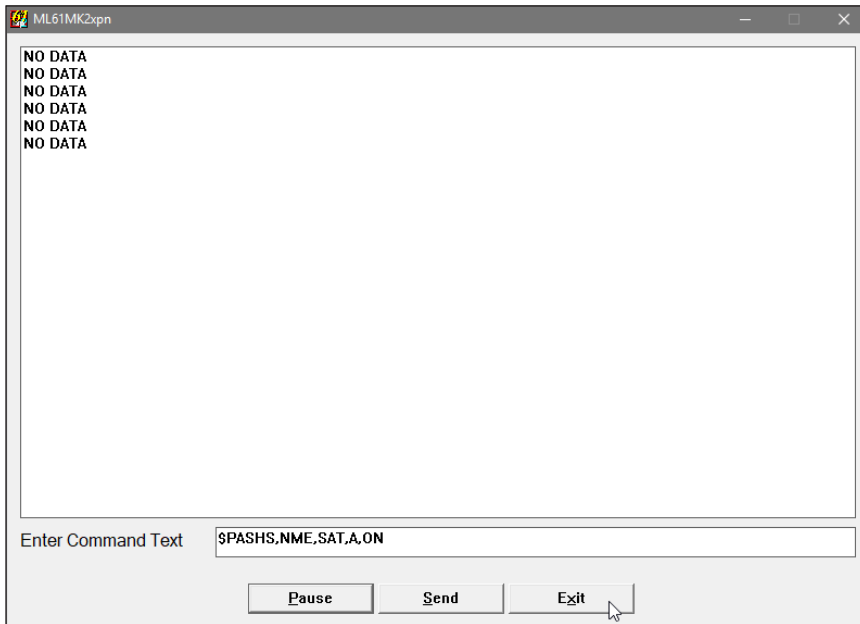 ML61MK2xpn
NO DATA
NO DATA
NO DATA
NO DATA
NO DATA
NO DATA
Enter Command Text
$PASHS,NME,SAT,A,ON
Pause Send Exit